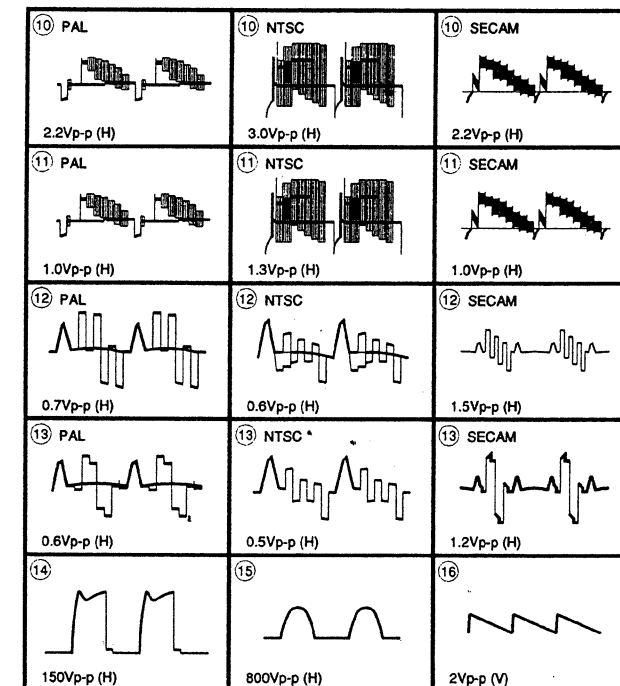 ⑩ PAL
2.2Vp-p (H)
⑩ NTSC
3.0Vp-p (H)
⑩ SECAM
2.2Vp-p (H)
⑪ PAL
1.0Vp-p (H)
⑪ NTSC
1.3Vp-p (H)
⑪ SECAM
1.0Vp-p (H)
⑫ PAL
0.7Vp-p (H)
⑫ NTSC
0.6Vp-p (H)
⑫ SECAM
1.5Vp-p (H)
⑬ PAL
0.6Vp-p (H)
⑬ NTSC
0.5Vp-p (H)
⑬ SECAM
1.2Vp-p (H)
⑭
150Vp-p (H)
⑮
800Vp-p (H)
⑯
2Vp-p (V)